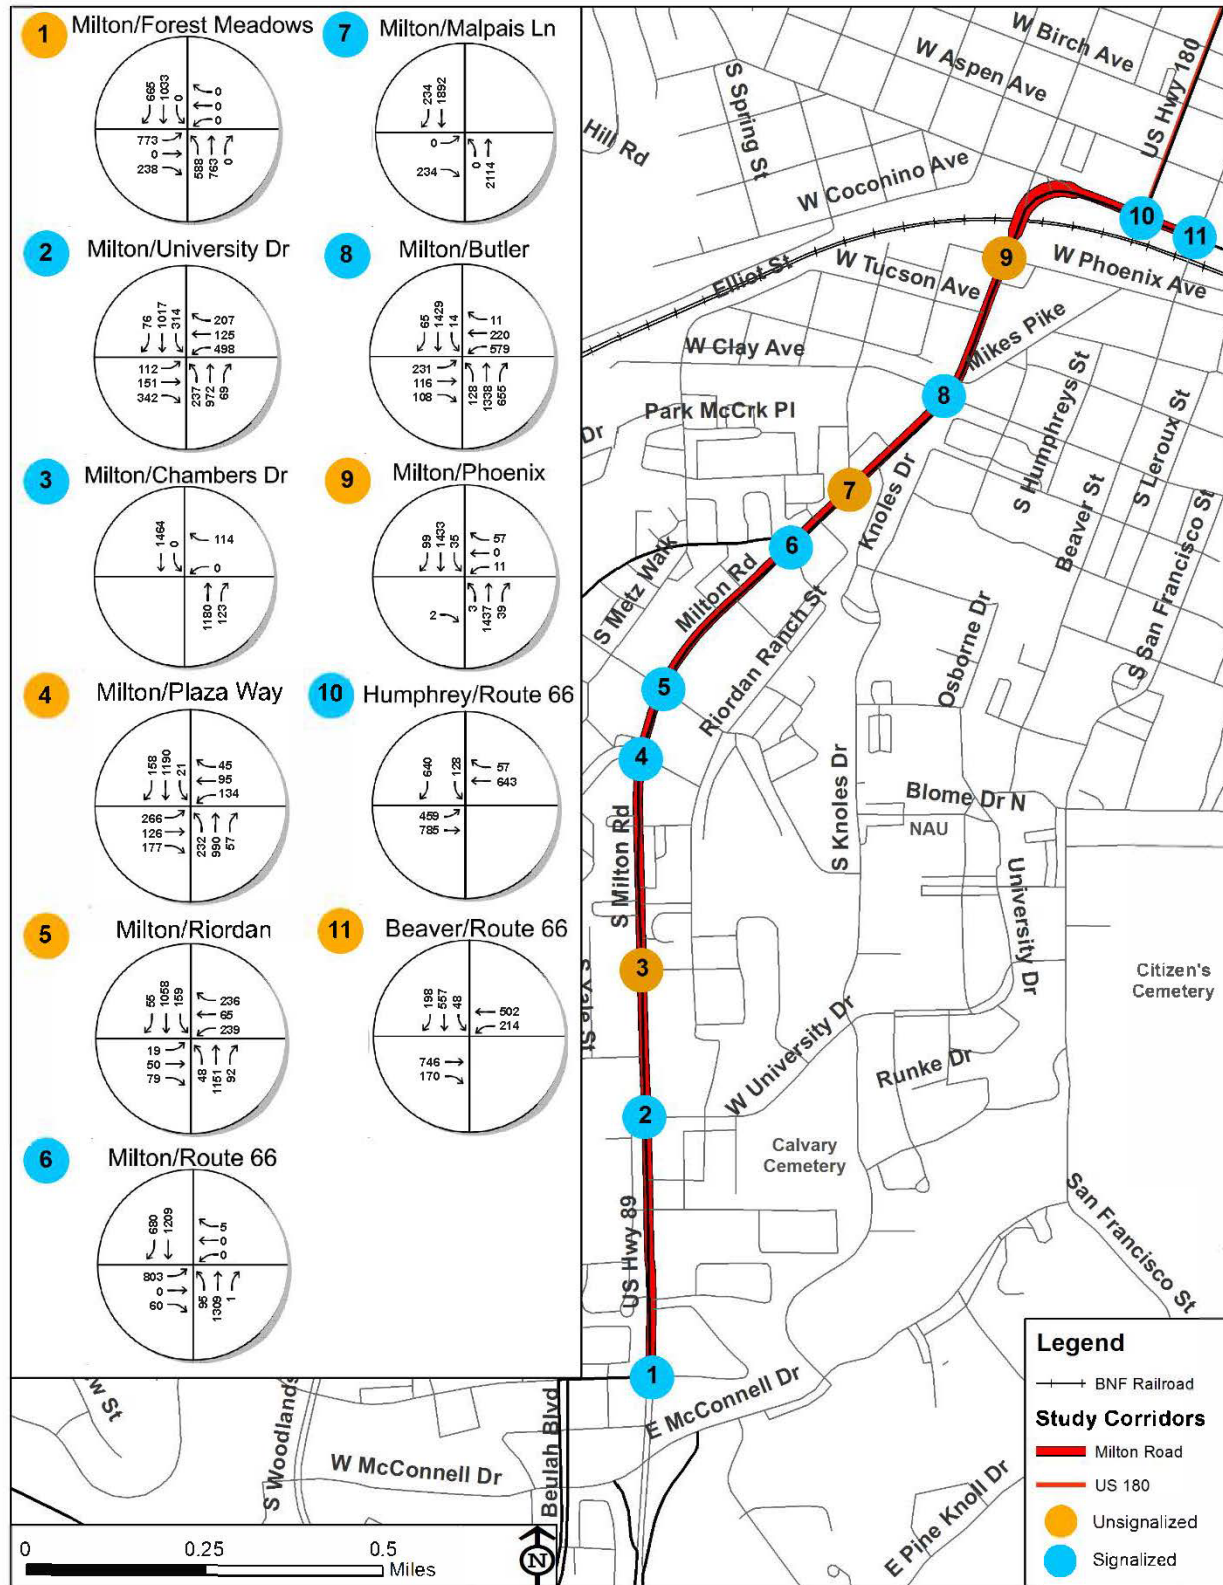 1 Milton/Forest Meadows
665 1033 0
0
0
0
773
0
238
588 763 0
7 Milton/Malpais Ln
234 1892
0
234
0 2114
2 Milton/University Dr
76 1017 314
207
125
498
112
151
342
237 972 69
8 Milton/Butler
65 1429 14
11
220
579
231
116
108
128 1338 655
3 Milton/Chambers Dr
1464 0
114
0
1180 123
9 Milton/Phoenix
99 1433 35
57
0
11
2
3 1437 39
4 Milton/Plaza Way
158 1190 21
45
95
134
266
126
177
232 990 57
10 Humphrey/Route 66
640 128
57
643
459
785
5 Milton/Riordan
55 1058 159
236
65
239
19
50
79
48 1151 92
11 Beaver/Route 66
198 557 48
502
214
746
170
6 Milton/Route 66
680 1209
5
0
0
803
0
60
95 1309 1
W Birch Ave
W Aspen Ave
US Hwy 180
S Spring St
Hill Rd
W Coconino Ave
10
11
9
W Phoenix Ave
W Tucson Ave
Elliot St
Mikes Pike
W Clay Ave
8
Park McCrk Pl
Dr
S Humphreys St
S Leroux St
Beaver St
S San Francisco St
7
Knoles Dr
6
S Metz Walk
Milton Rd
Riordan Ranch St
Osborne Dr
5
4
S Milton Rd
S Knoles Dr
Blome Dr N
NAU
University Dr
3
Citizen's
Cemetery
S Yale St
W University Dr
Runke Dr
2
Calvary
Cemetery
US Hwy 89
San Francisco St
1
E McConnell Dr
Beulah Blvd
W McConnell Dr
S Woodlands
w St
E Pine Knoll Dr
Legend
BNF Railroad
Study Corridors
Milton Road
US 180
Unsignalized
Signalized
0 0.25 0.5
Miles
N